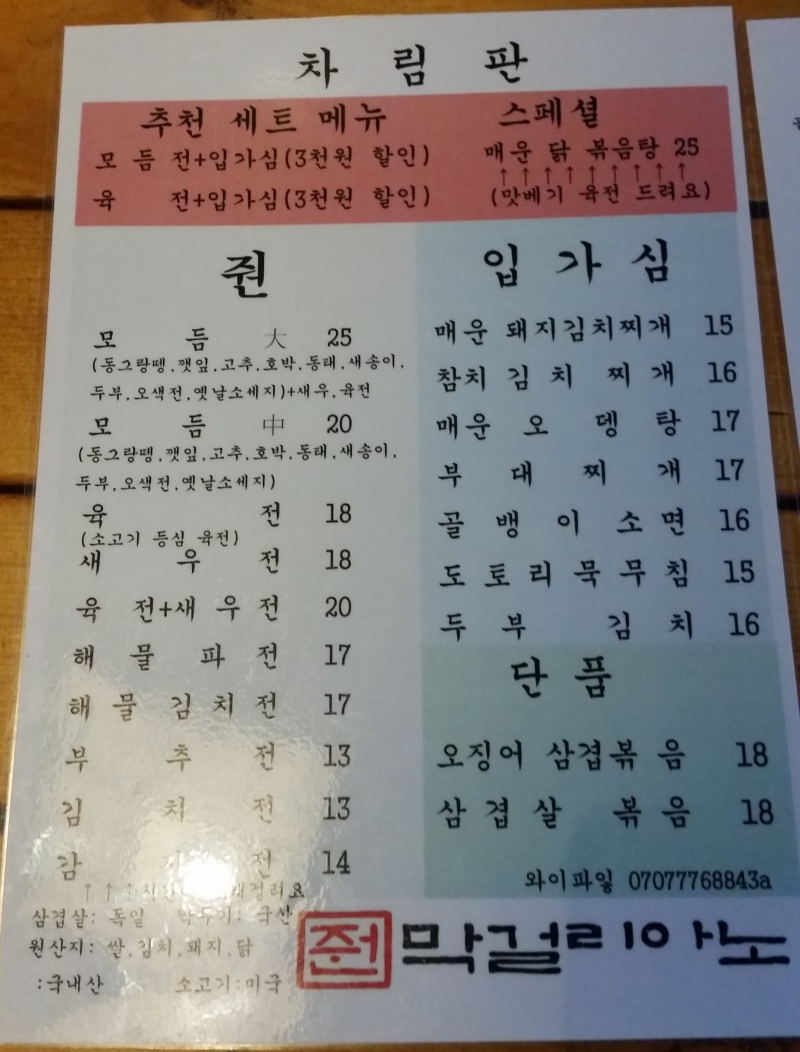 차림판
추천 세트 메뉴
모듬전+입가심(3천원 할인)
육전+입가심(3천원 할인)
스페셜
매운 닭 볶음탕 25
↑ ↑ ↑ ↑ ↑ ↑ ↑ ↑ ↑
(맛베기 육전 드려요)
줜
모듬 大 25
(동그랑뗑,깻잎,고추,호박,동태,새송이,
두부,오색전,옛날소세지)+새우,육전
모듬 中 20
(동그랑뗑,깻잎,고추,호박,동태,새송이,
두부,오색전,옛날소세지)
육전 18
(소고기 등심 육전)
새우전 18
육전+새우전 20
해물파전 17
해물김치전 17
부추전 13
김치전 13
감 전 14
↑ ↑ ↑ 걸려요
삼겹살: 독일 국산
원산지: 쌀,김치,돼지,닭
:국내산 소고기:미국
입가심
매운 돼지김치찌개 15
참치김치찌개 16
매운오뎅탕 17
부대찌개 17
골뱅이소면 16
도토리묵무침 15
두부김치 16
단품
오징어 삼겹볶음 18
삼겹살 볶음 18
와이파잉 07077768843a
전 막걸리아노